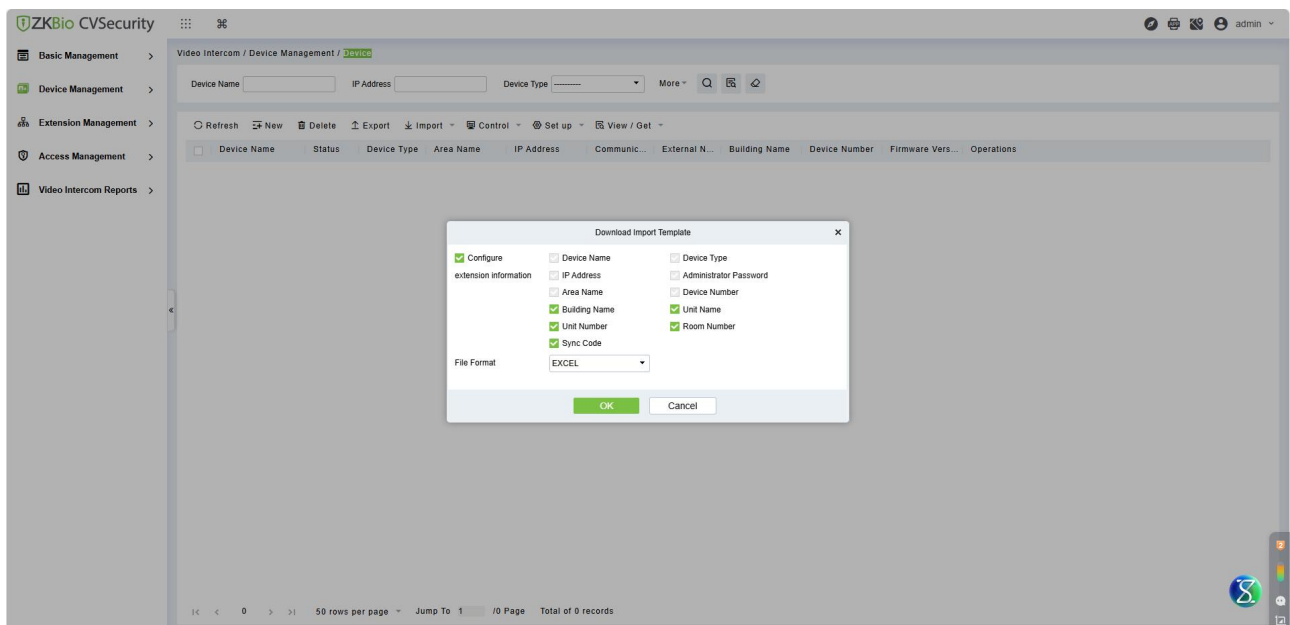 ZKBio CVSecurity
admin
Basic Management
Device Management
Extension Management
Access Management
Video Intercom Reports
Video Intercom / Device Management / Device
Device Name IP Address Device Type ---------- More
Refresh New Delete Export Import Control Set up View / Get
Device Name Status Device Type Area Name IP Address Communic... External N... Building Name Device Number Firmware Vers... Operations
Download Import Template
Configure extension information
Device Name Device Type
IP Address Administrator Password
Area Name Device Number
Building Name Unit Name
Unit Number Room Number
Sync Code
File Format EXCEL
OK Cancel
0 50 rows per page Jump To 1 /0 Page Total of 0 records